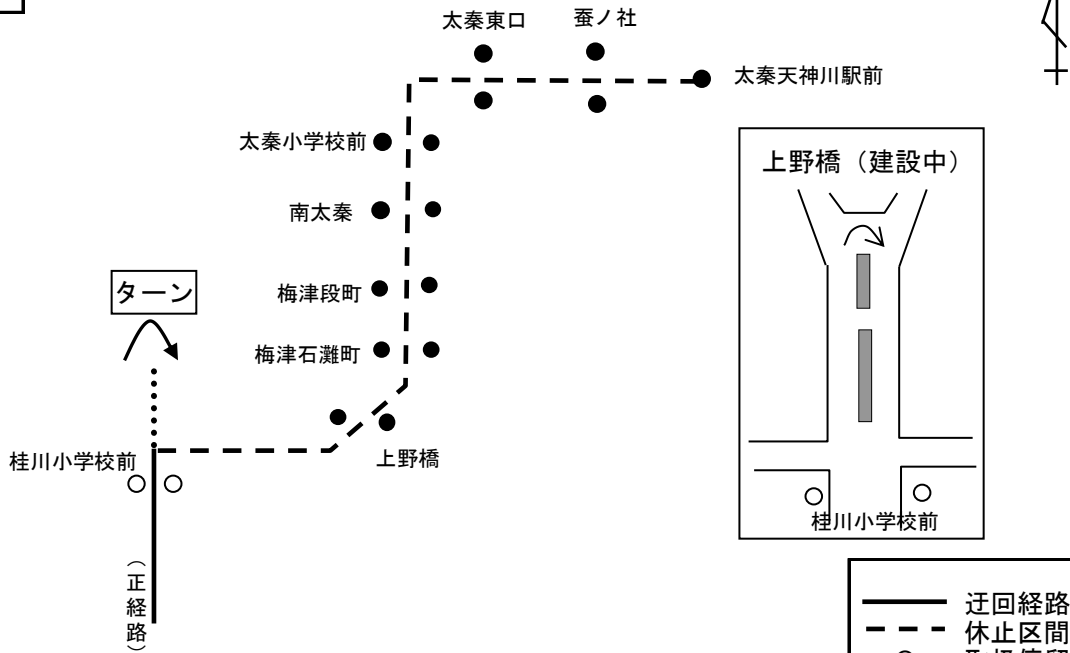 太秦東口
蚕ノ社
太秦天神川駅前
太秦小学校前
上野橋（建設中）
南太秦
ターン
梅津段町
梅津石灘町
桂川小学校前
上野橋
桂川小学校前
（正経路）
迂回経路
休止区間